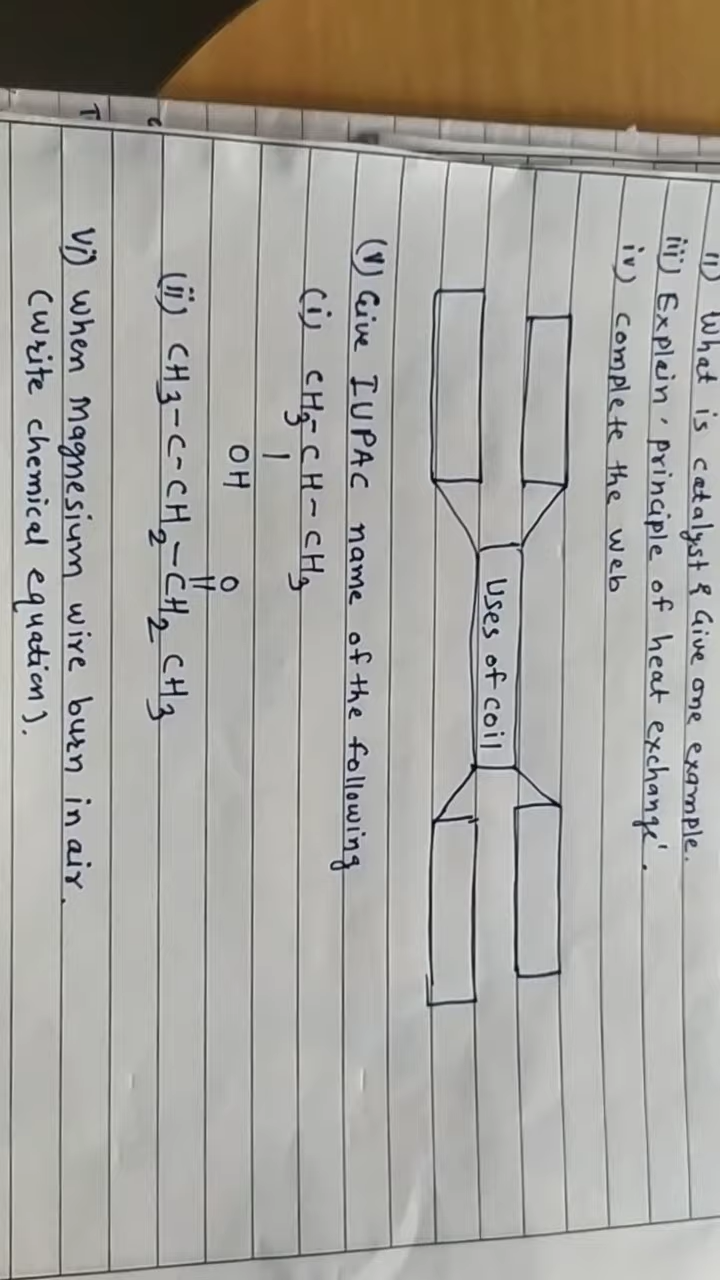 ii) What is catalyst & Give one example.
iii) Explain 'principle of heat exchange'.
iv) complete the web
Uses of coil
(v) Give IUPAC name of the following
(i) CH3-CH-CH3
|
OH
O
||
(ii) CH3-C-CH2-CH2 CH3
vi) When Magnesium wire burn in air.
(write chemical equation).